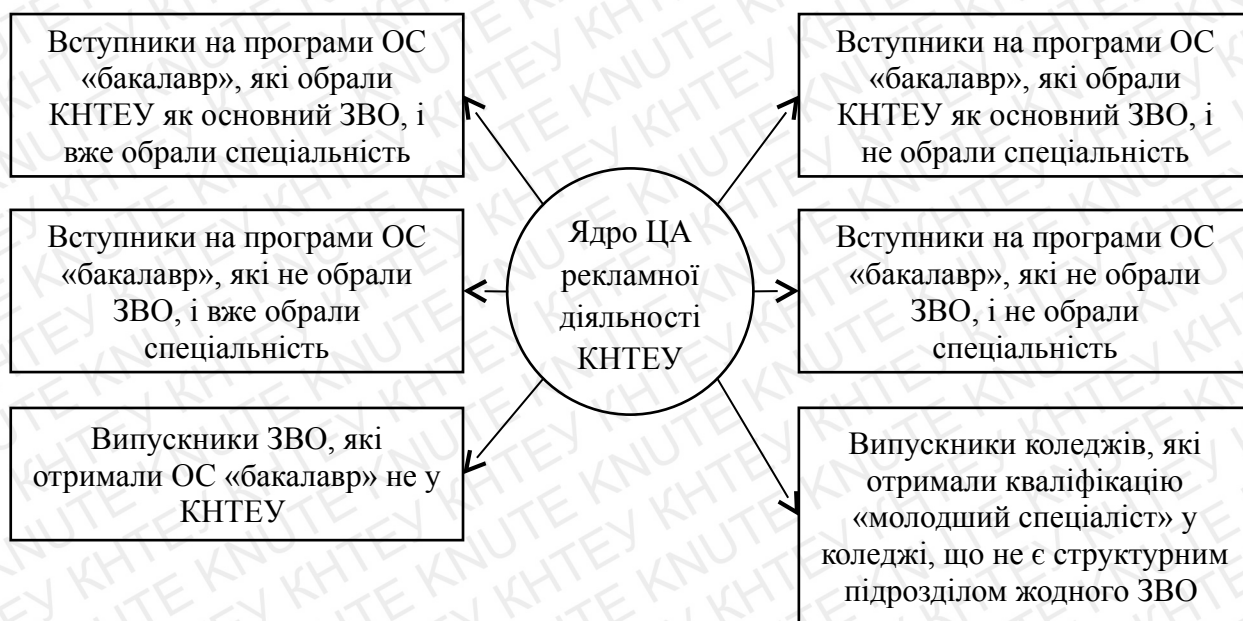 Вступники на програми ОС
«бакалавр», які обрали
КНТЕУ як основний ЗВО, і
вже обрали спеціальність
Вступники на програми ОС
«бакалавр», які обрали
КНТЕУ як основний ЗВО, і
не обрали спеціальність
Вступники на програми ОС
«бакалавр», які не обрали
ЗВО, і вже обрали
спеціальність
Ядро ЦА
рекламної
діяльності
КНТЕУ
Вступники на програми ОС
«бакалавр», які не обрали
ЗВО, і не обрали
спеціальність
Випускники ЗВО, які
отримали ОС «бакалавр» не у
КНТЕУ
Випускники коледжів, які
отримали кваліфікацію
«молодший спеціаліст» у
коледжі, що не є структурним
підрозділом жодного ЗВО